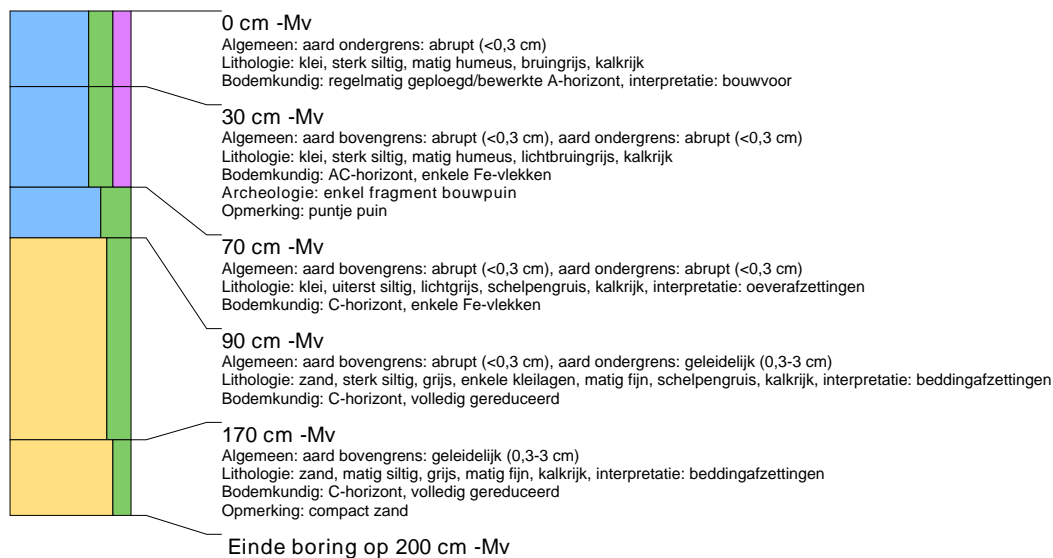 0 cm -Mv
Algemeen: aard ondergrens: abrupt (<0,3 cm)
Lithologie: klei, sterk siltig, matig humeus, bruingrijs, kalkrijk
Bodemkundig: regelmatig geploegd/bewerkte A-horizont, interpretatie: bouwvoor
30 cm -Mv
Algemeen: aard bovengrens: abrupt (<0,3 cm), aard ondergrens: abrupt (<0,3 cm)
Lithologie: klei, sterk siltig, matig humeus, lichtbruingrijs, kalkrijk
Bodemkundig: AC-horizont, enkele Fe-vlekken
Archeologie: enkel fragment bouwpuin
Opmerking: puntje puin
70 cm -Mv
Algemeen: aard bovengrens: abrupt (<0,3 cm), aard ondergrens: abrupt (<0,3 cm)
Lithologie: klei, uiterst siltig, lichtgrijs, schelpengruis, kalkrijk, interpretatie: oeverafzettingen
Bodemkundig: C-horizont, enkele Fe-vlekken
90 cm -Mv
Algemeen: aard bovengrens: abrupt (<0,3 cm), aard ondergrens: geleidelijk (0,3-3 cm)
Lithologie: zand, sterk siltig, grijs, enkele kleilagen, matig fijn, schelpengruis, kalkrijk, interpretatie: beddingafzettingen
Bodemkundig: C-horizont, volledig gereduceerd
170 cm -Mv
Algemeen: aard bovengrens: geleidelijk (0,3-3 cm)
Lithologie: zand, matig siltig, grijs, matig fijn, kalkrijk, interpretatie: beddingafzettingen
Bodemkundig: C-horizont, volledig gereduceerd
Opmerking: compact zand
Einde boring op 200 cm -Mv